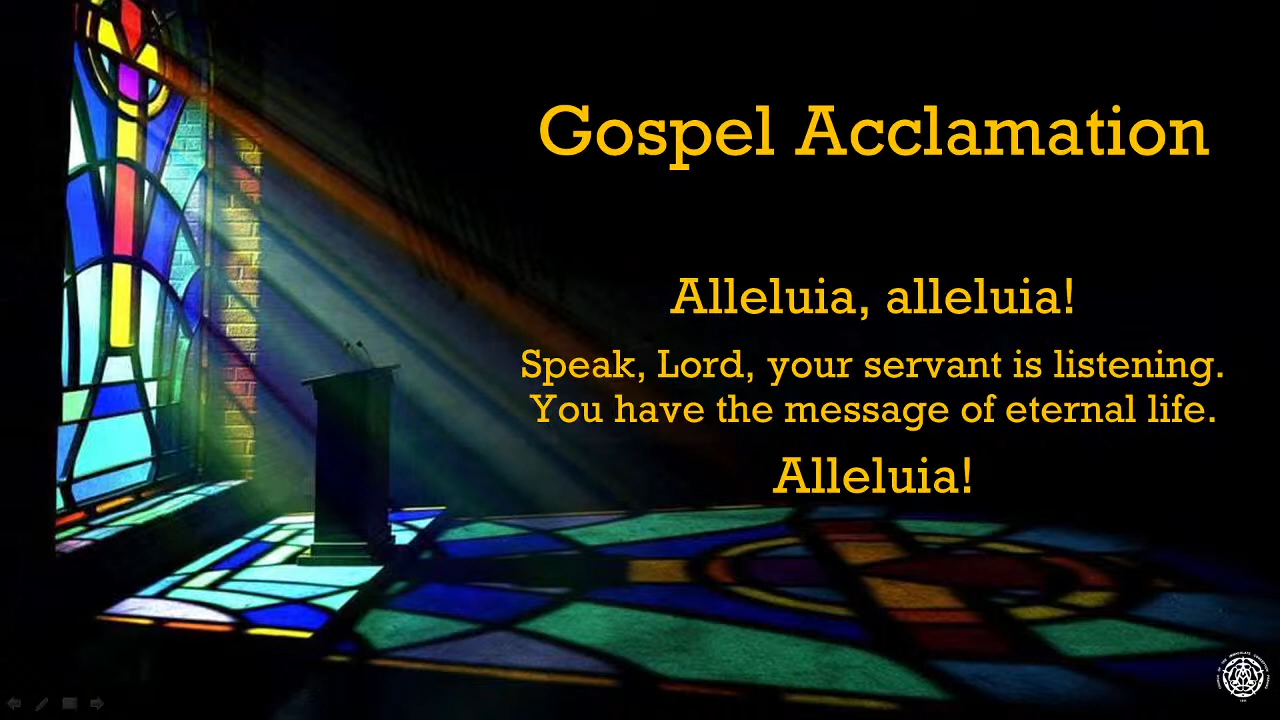 Gospel Acclamation
Alleluia, alleluia!
Speak, Lord, your servant is listening.
You have the message of eternal life.
Alleluia!